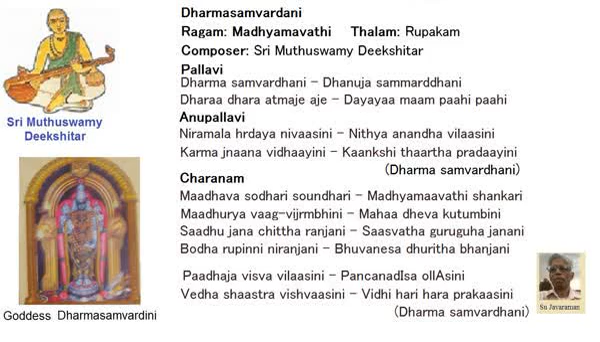 Dharmasamvardani
Ragam: Madhyamavathi Thalam: Rupakam
Composer: Sri Muthuswamy Deekshitar
Pallavi
Dharma samvardhani – Dhanuja sammarddhani
Dharaa dhara atmaje aje – Dayayaa maam paahi paahi
Anupallavi
Niramala hrdaya nivaasini – Nithya anandha vilaasini
Karma jnaana vidhaayini – Kaankshi thaartha pradaayini
(Dharma samvardhani)
Charanam
Maadhava sodhari soundhari – Madhyamaavathi shankari
Maadhurya vaag-vijrmbhini – Mahaa dheva kutumbini
Saadhu jana chittha ranjani – Saasvatha guruguha janani
Bodha rupinni niranjani – Bhuvanesa dhuritha bhanjani
Paadhaja visva vilaasini – PancanadIsa ollAsini
Vedha shaastra vishvaasini – Vidhi hari hara prakaasini
(Dharma samvardhani)
Sri Muthuswamy
Deekshitar
Goddess Dharmasamvardini
Su Javaraman